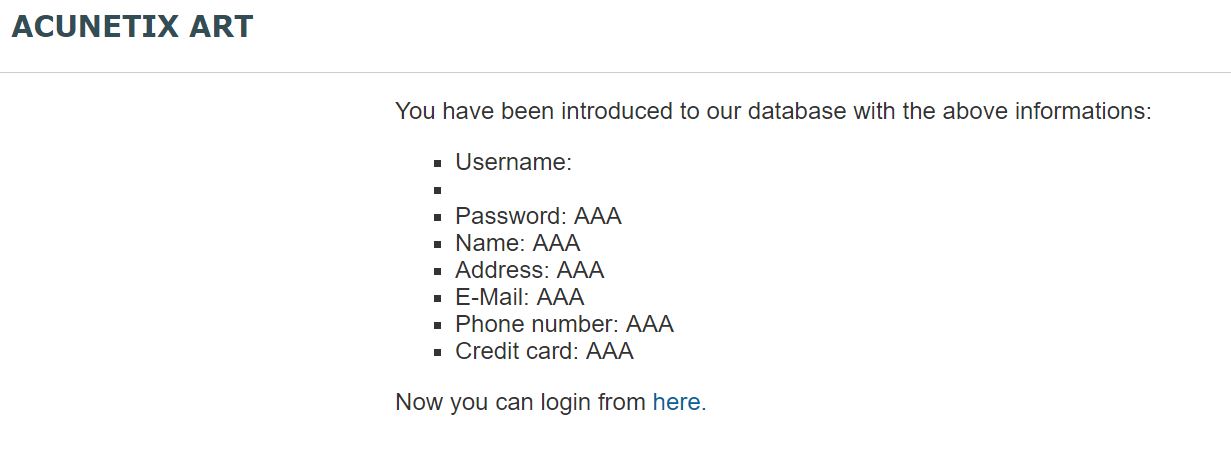 ACUNETIX ART
You have been introduced to our database with the above informations:
Username:
Password: AAA
Name: AAA
Address: AAA
E-Mail: AAA
Phone number: AAA
Credit card: AAA
Now you can login from here.